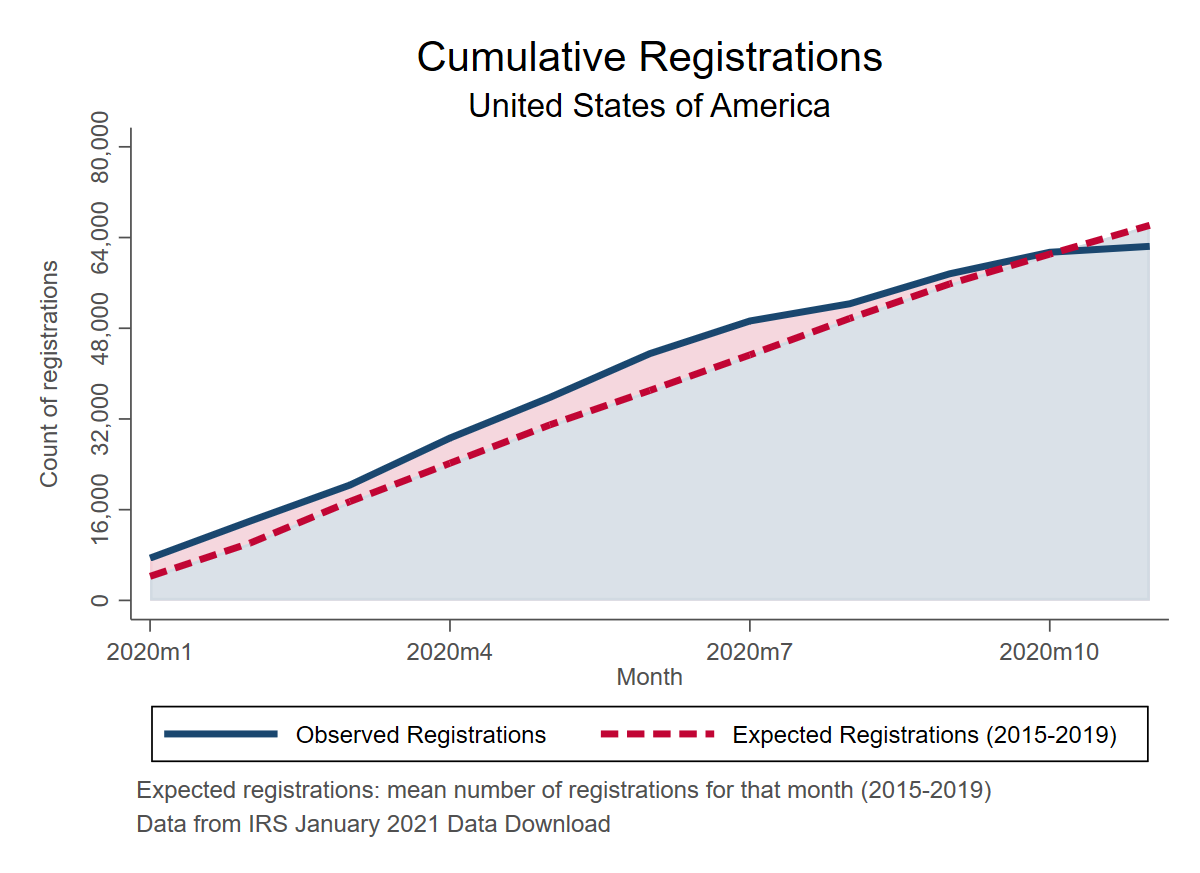 Cumulative Registrations
United States of America
Count of registrations
80,000
64,000
48,000
32,000
16,000
0
2020m1 2020m4 2020m7 2020m10
Month
Observed Registrations Expected Registrations (2015-2019)
Expected registrations: mean number of registrations for that month (2015-2019)
Data from IRS January 2021 Data Download